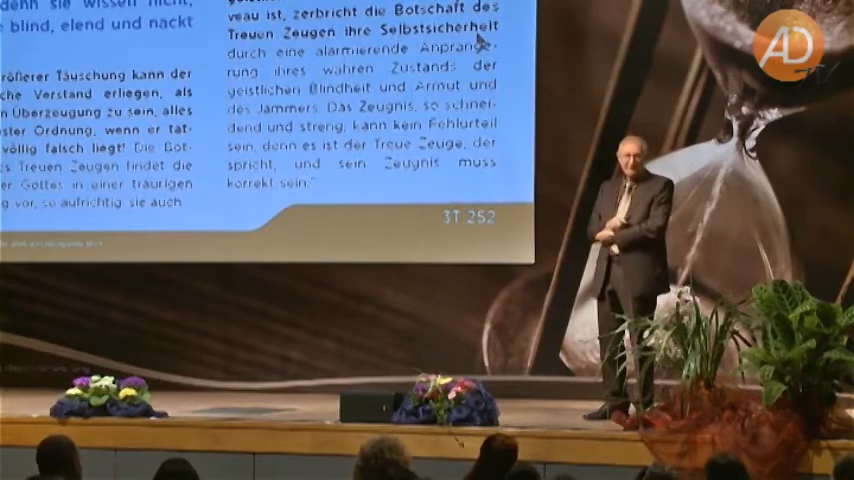 denn sie wissen nicht,
blind, elend und nackt
größerer Täuschung kann der
che Verstand erliegen, als
n Überzeugung zu sein, alles
ster Ordnung, wenn er tat-
völlig falsch liegt! Die Bot-
s Treuen Zeugen findet die
er Gottes in einer traurigen
g vor, so aufrichtig sie auch
veau ist, zerbricht die Botschaft des
Treuen Zeugen ihre Selbstsicherheit
durch eine alarmierende Anprange-
rung ihres wahren Zustands der
geistlichen Blindheit und Armut und
des Jammers. Das Zeugnis, so schnei-
dend und streng, kann kein Fehlurteil
sein, denn es ist der Treue Zeuge, der
spricht, und sein Zeugnis muss
korrekt sein."
3T 252
AD
TV